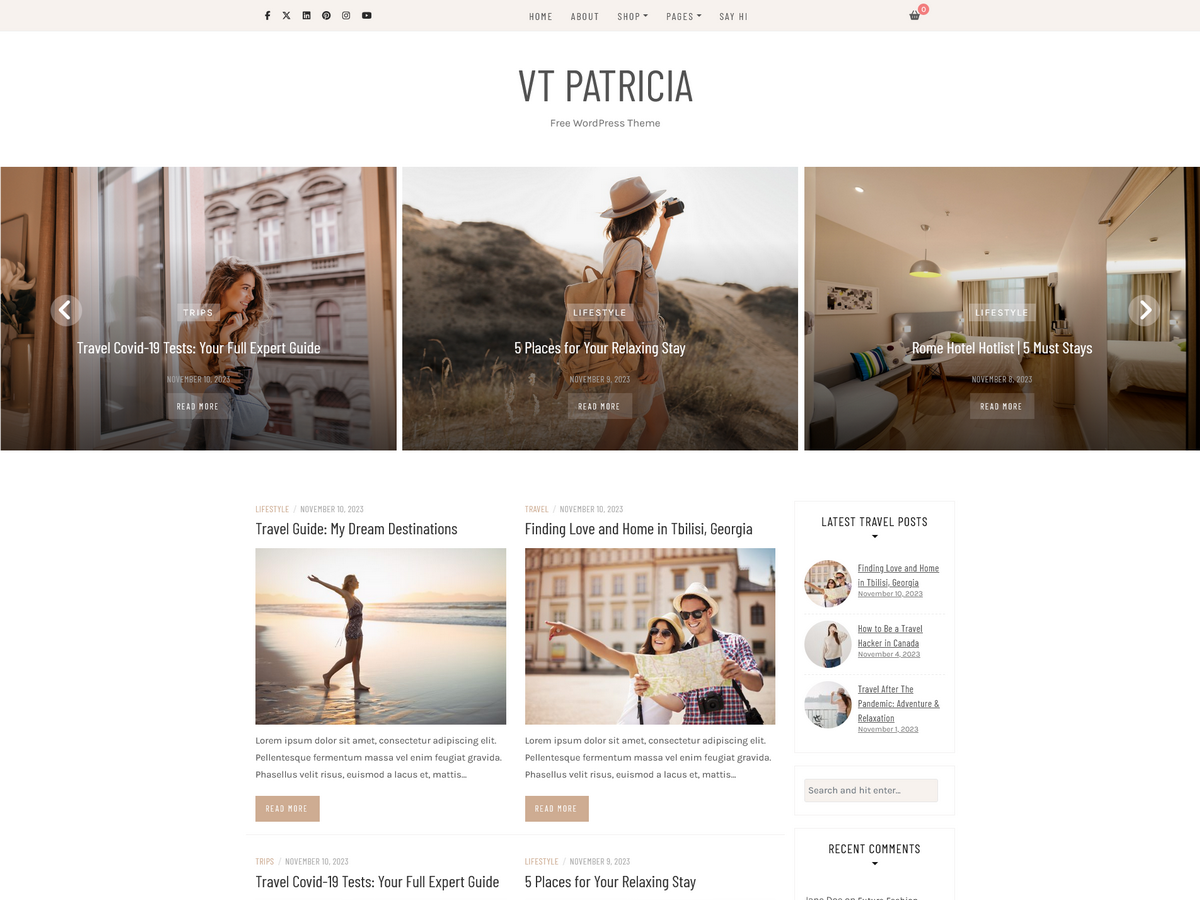 HOME ABOUT SHOP PAGES SAY HI
0
VT PATRICIA
Free WordPress Theme
TRIPS
Travel Covid-19 Tests: Your Full Expert Guide
NOVEMBER 10, 2023
READ MORE
LIFESTYLE
5 Places for Your Relaxing Stay
NOVEMBER 9, 2023
READ MORE
LIFESTYLE
Rome Hotel Hotlist | 5 Must Stays
NOVEMBER 8, 2023
READ MORE
LIFESTYLE / NOVEMBER 10, 2023
Travel Guide: My Dream Destinations
Lorem ipsum dolor sit amet, consectetur adipiscing elit.
Pellentesque fermentum massa vel enim feugiat gravida.
Phasellus velit risus, euismod a lacus et, mattis...
READ MORE
TRAVEL / NOVEMBER 10, 2023
Finding Love and Home in Tbilisi, Georgia
Lorem ipsum dolor sit amet, consectetur adipiscing elit.
Pellentesque fermentum massa vel enim feugiat gravida.
Phasellus velit risus, euismod a lacus et, mattis...
READ MORE
TRIPS / NOVEMBER 10, 2023
Travel Covid-19 Tests: Your Full Expert Guide
LIFESTYLE / NOVEMBER 9, 2023
5 Places for Your Relaxing Stay
LATEST TRAVEL POSTS
Finding Love and Home
in Tbilisi, Georgia
November 10, 2023
How to Be a Travel
Hacker in Canada
November 4, 2023
Travel After The
Pandemic: Adventure &
Relaxation
November 1, 2023
Search and hit enter...
RECENT COMMENTS
Jane Doe on Future Fashion